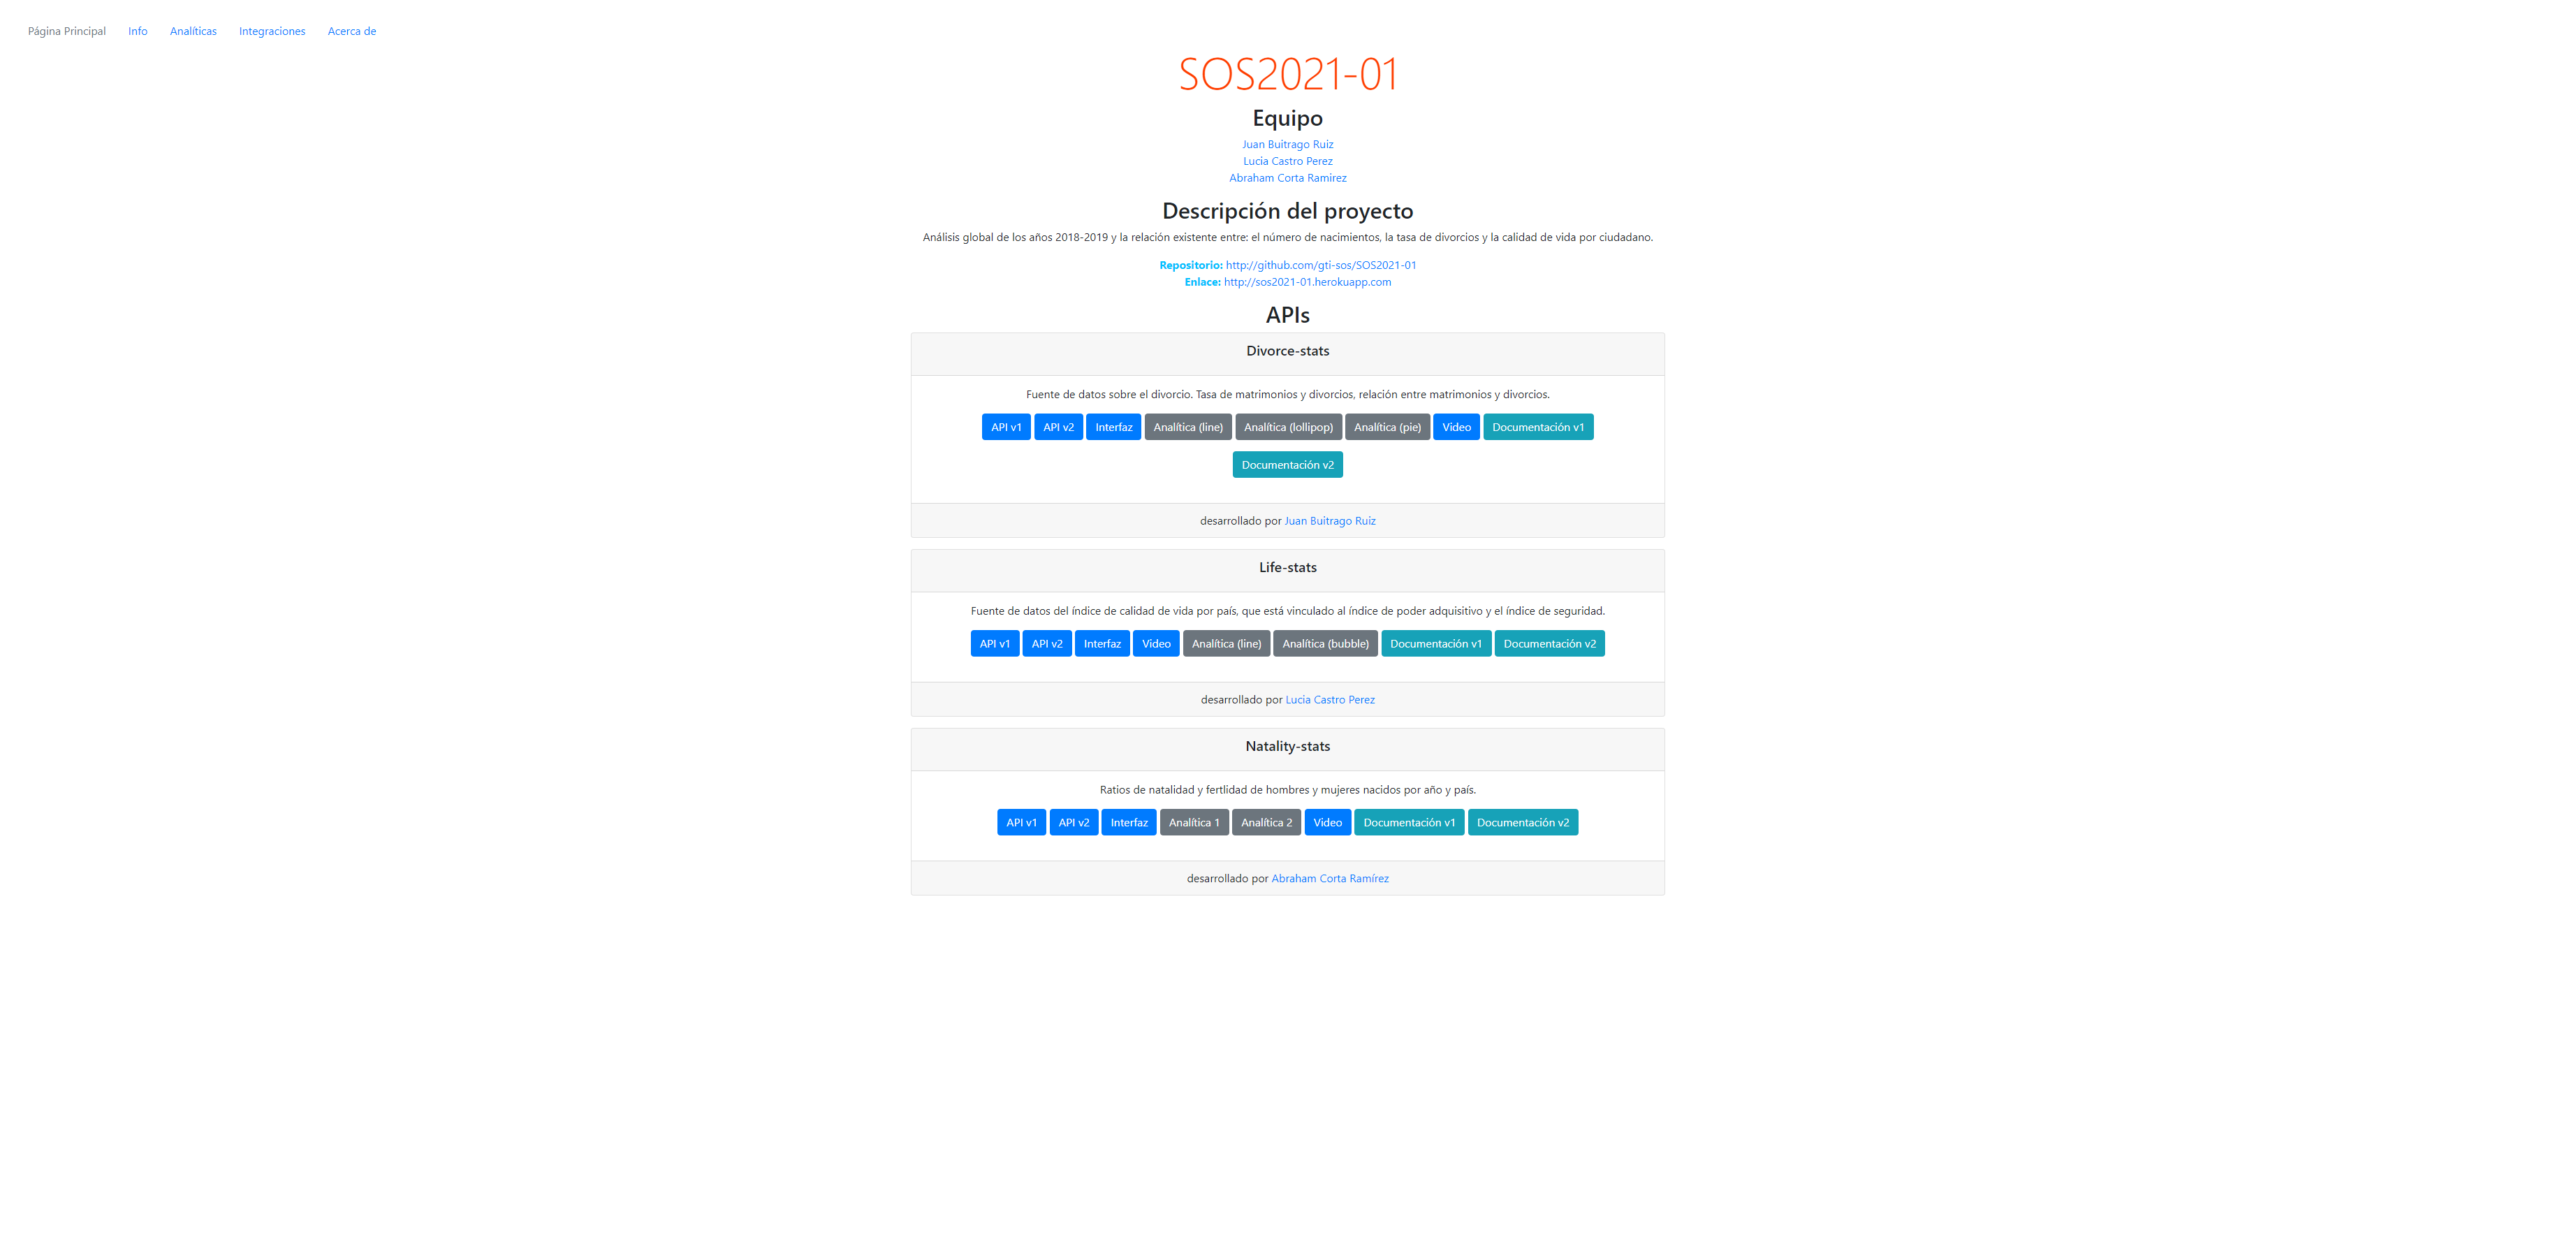 Página Principal Info Analíticas Integraciones Acerca de
SOS2021-01
Equipo
Juan Buitrago Ruiz
Lucia Castro Perez
Abraham Corta Ramirez
Descripción del proyecto
Análisis global de los años 2018-2019 y la relación existente entre: el número de nacimientos, la tasa de divorcios y la calidad de vida por ciudadano.
Repositorio: http://github.com/gti-sos/SOS2021-01
Enlace: http://sos2021-01.herokuapp.com
APIs
Divorce-stats
Fuente de datos sobre el divorcio. Tasa de matrimonios y divorcios, relación entre matrimonios y divorcios.
API v1 API v2 Interfaz Analítica (line) Analítica (lollipop) Analítica (pie) Video Documentación v1
Documentación v2
desarrollado por Juan Buitrago Ruiz
Life-stats
Fuente de datos del índice de calidad de vida por país, que está vinculado al índice de poder adquisitivo y el índice de seguridad.
API v1 API v2 Interfaz Vídeo Analítica (line) Analítica (bubble) Documentación v1 Documentación v2
desarrollado por Lucia Castro Perez
Natality-stats
Ratios de natalidad y fertlidad de hombres y mujeres nacidos por año y país.
API v1 API v2 Interfaz Analítica 1 Analítica 2 Video Documentación v1 Documentación v2
desarrollado por Abraham Corta Ramírez